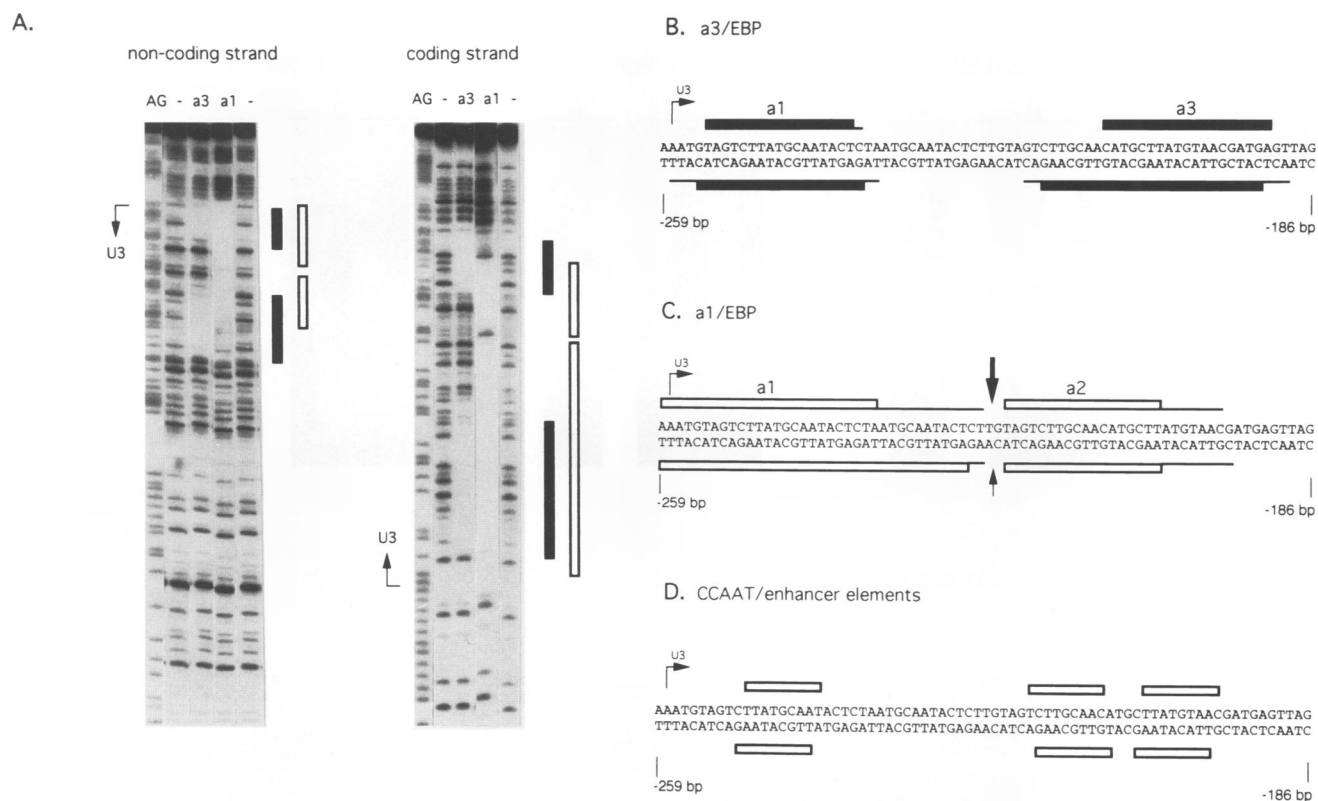 A.
non-coding strand
coding strand
AG - a3 a1 -
AG - a3 a1 -
U3
U3
B. a3/EBP
U3
a1
a3
AAATGTAGTCTTATGCAATACTCTAATGCAATACTCTTGTAGTCTTGCAACATGCTTATGTAACGATGAGTTAG
TTTACATCAGAATACGTTATGAGATTACGTTATGAGAACATCAGAACGTTGTACGAATACATTGCTACTCAATC
-259 bp
-186 bp
C. a1/EBP
U3
a1
a2
AAATGTAGTCTTATGCAATACTCTAATGCAATACTCTTGTAGTCTTGCAACATGCTTATGTAACGATGAGTTAG
TTTACATCAGAATACGTTATGAGATTACGTTATGAGAACATCAGAACGTTGTACGAATACATTGCTACTCAATC
-259 bp
-186 bp
D. CCAAT/enhancer elements
U3
AAATGTAGTCTTATGCAATACTCTAATGCAATACTCTTGTAGTCTTGCAACATGCTTATGTAACGATGAGTTAG
TTTACATCAGAATACGTTATGAGATTACGTTATGAGAACATCAGAACGTTGTACGAATACATTGCTACTCAATC
-259 bp
-186 bp